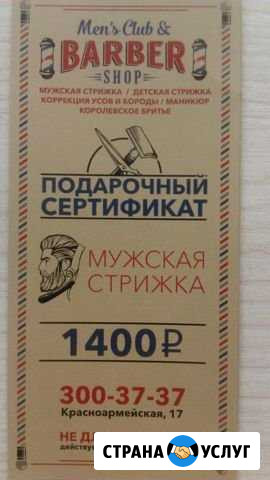 Men's Club &
BARBER
SHOP
МУЖСКАЯ СТРИЖКА / ДЕТСКАЯ СТРИЖКА
КОРРЕКЦИЯ УСОВ И БОРОДЫ / МАНИКЮР
КОРОЛЕВСКОЕ БРИТЬЕ
ПОДАРОЧНЫЙ
СЕРТИФИКАТ
МУЖСКАЯ
СТРИЖКА
1400₽
300-37-37
Красноармейская, 17
НЕ ДЛ
СТРАНА УСЛУГ